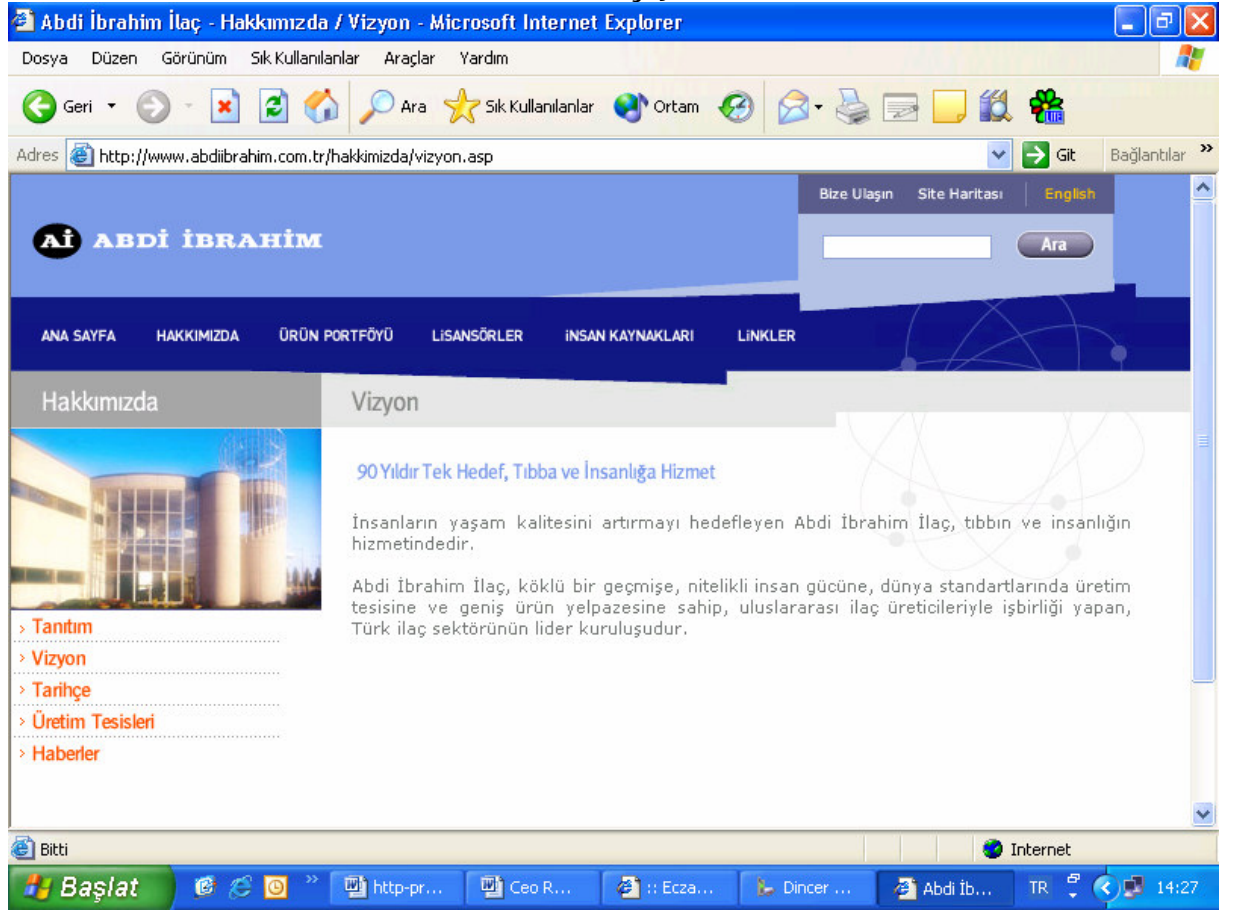 Abdi İbrahim İlaç - Hakkımızda / Vizyon - Microsoft Internet Explorer
Dosya Düzen Görünüm Sık Kullanılanlar Araçlar Yardım
Geri Ara Sık Kullanılanlar Ortam
Adres http://www.abdiibrahim.com.tr/hakkimizda/vizyon.asp Git Bağlantılar »
Bize Ulaşın Site Haritası English
Aİ ABDİ İBRAHİM
Ara
ANA SAYFA HAKKIMIZDA ÜRÜN PORTFÖYÜ LİSANSÖRLER İNSAN KAYNAKLARI LİNKLER
Hakkımızda Vizyon
90 Yıldır Tek Hedef, Tıbba ve İnsanlığa Hizmet
İnsanların yaşam kalitesini artırmayı hedefleyen Abdi İbrahim İlaç, tıbbın ve insanlığın
hizmetindedir.
Abdi İbrahim İlaç, köklü bir geçmişe, nitelikli insan gücüne, dünya standartlarında üretim
tesisine ve geniş ürün yelpazesine sahip, uluslararası ilaç üreticileriyle işbirliği yapan,
Türk ilaç sektörünün lider kuruluşudur.
> Tanıtım
> Vizyon
> Tarihçe
> Üretim Tesisleri
> Haberler
Bitti Internet
Başlat » http-pr... Ceo R... :: Ecza... Dincer ... Abdi İb... TR 14:27